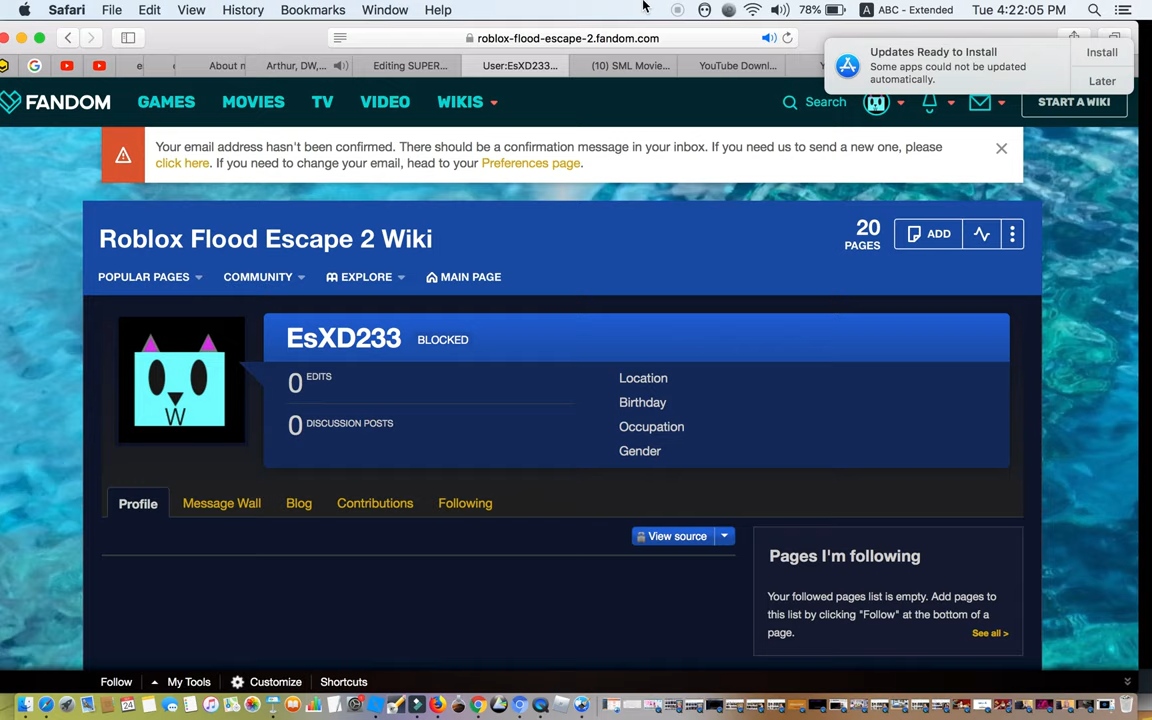 Safari File Edit View History Bookmarks Window Help 78% A ABC - Extended Tue 4:22:05 PM
roblox-flood-escape-2.fandom.com
About m Arthur, DW,... Editing SUPER... User:EsXD233... (10) SML Movie... YouTube Downl...
Updates Ready to Install
Some apps could not be updated
automatically.
Install
Later
FANDOM GAMES MOVIES TV VIDEO WIKIS Search START A WIKI
Your email address hasn't been confirmed. There should be a confirmation message in your inbox. If you need us to send a new one, please
click here. If you need to change your email, head to your Preferences page.
Roblox Flood Escape 2 Wiki
20
PAGES
ADD
POPULAR PAGES COMMUNITY EXPLORE MAIN PAGE
EsXD233 BLOCKED
0 EDITS
0 DISCUSSION POSTS
Location
Birthday
Occupation
Gender
W
Profile Message Wall Blog Contributions Following
View source
Pages I'm following
Your followed pages list is empty. Add pages to
this list by clicking "Follow" at the bottom of a
page.
See all >
Follow My Tools Customize Shortcuts